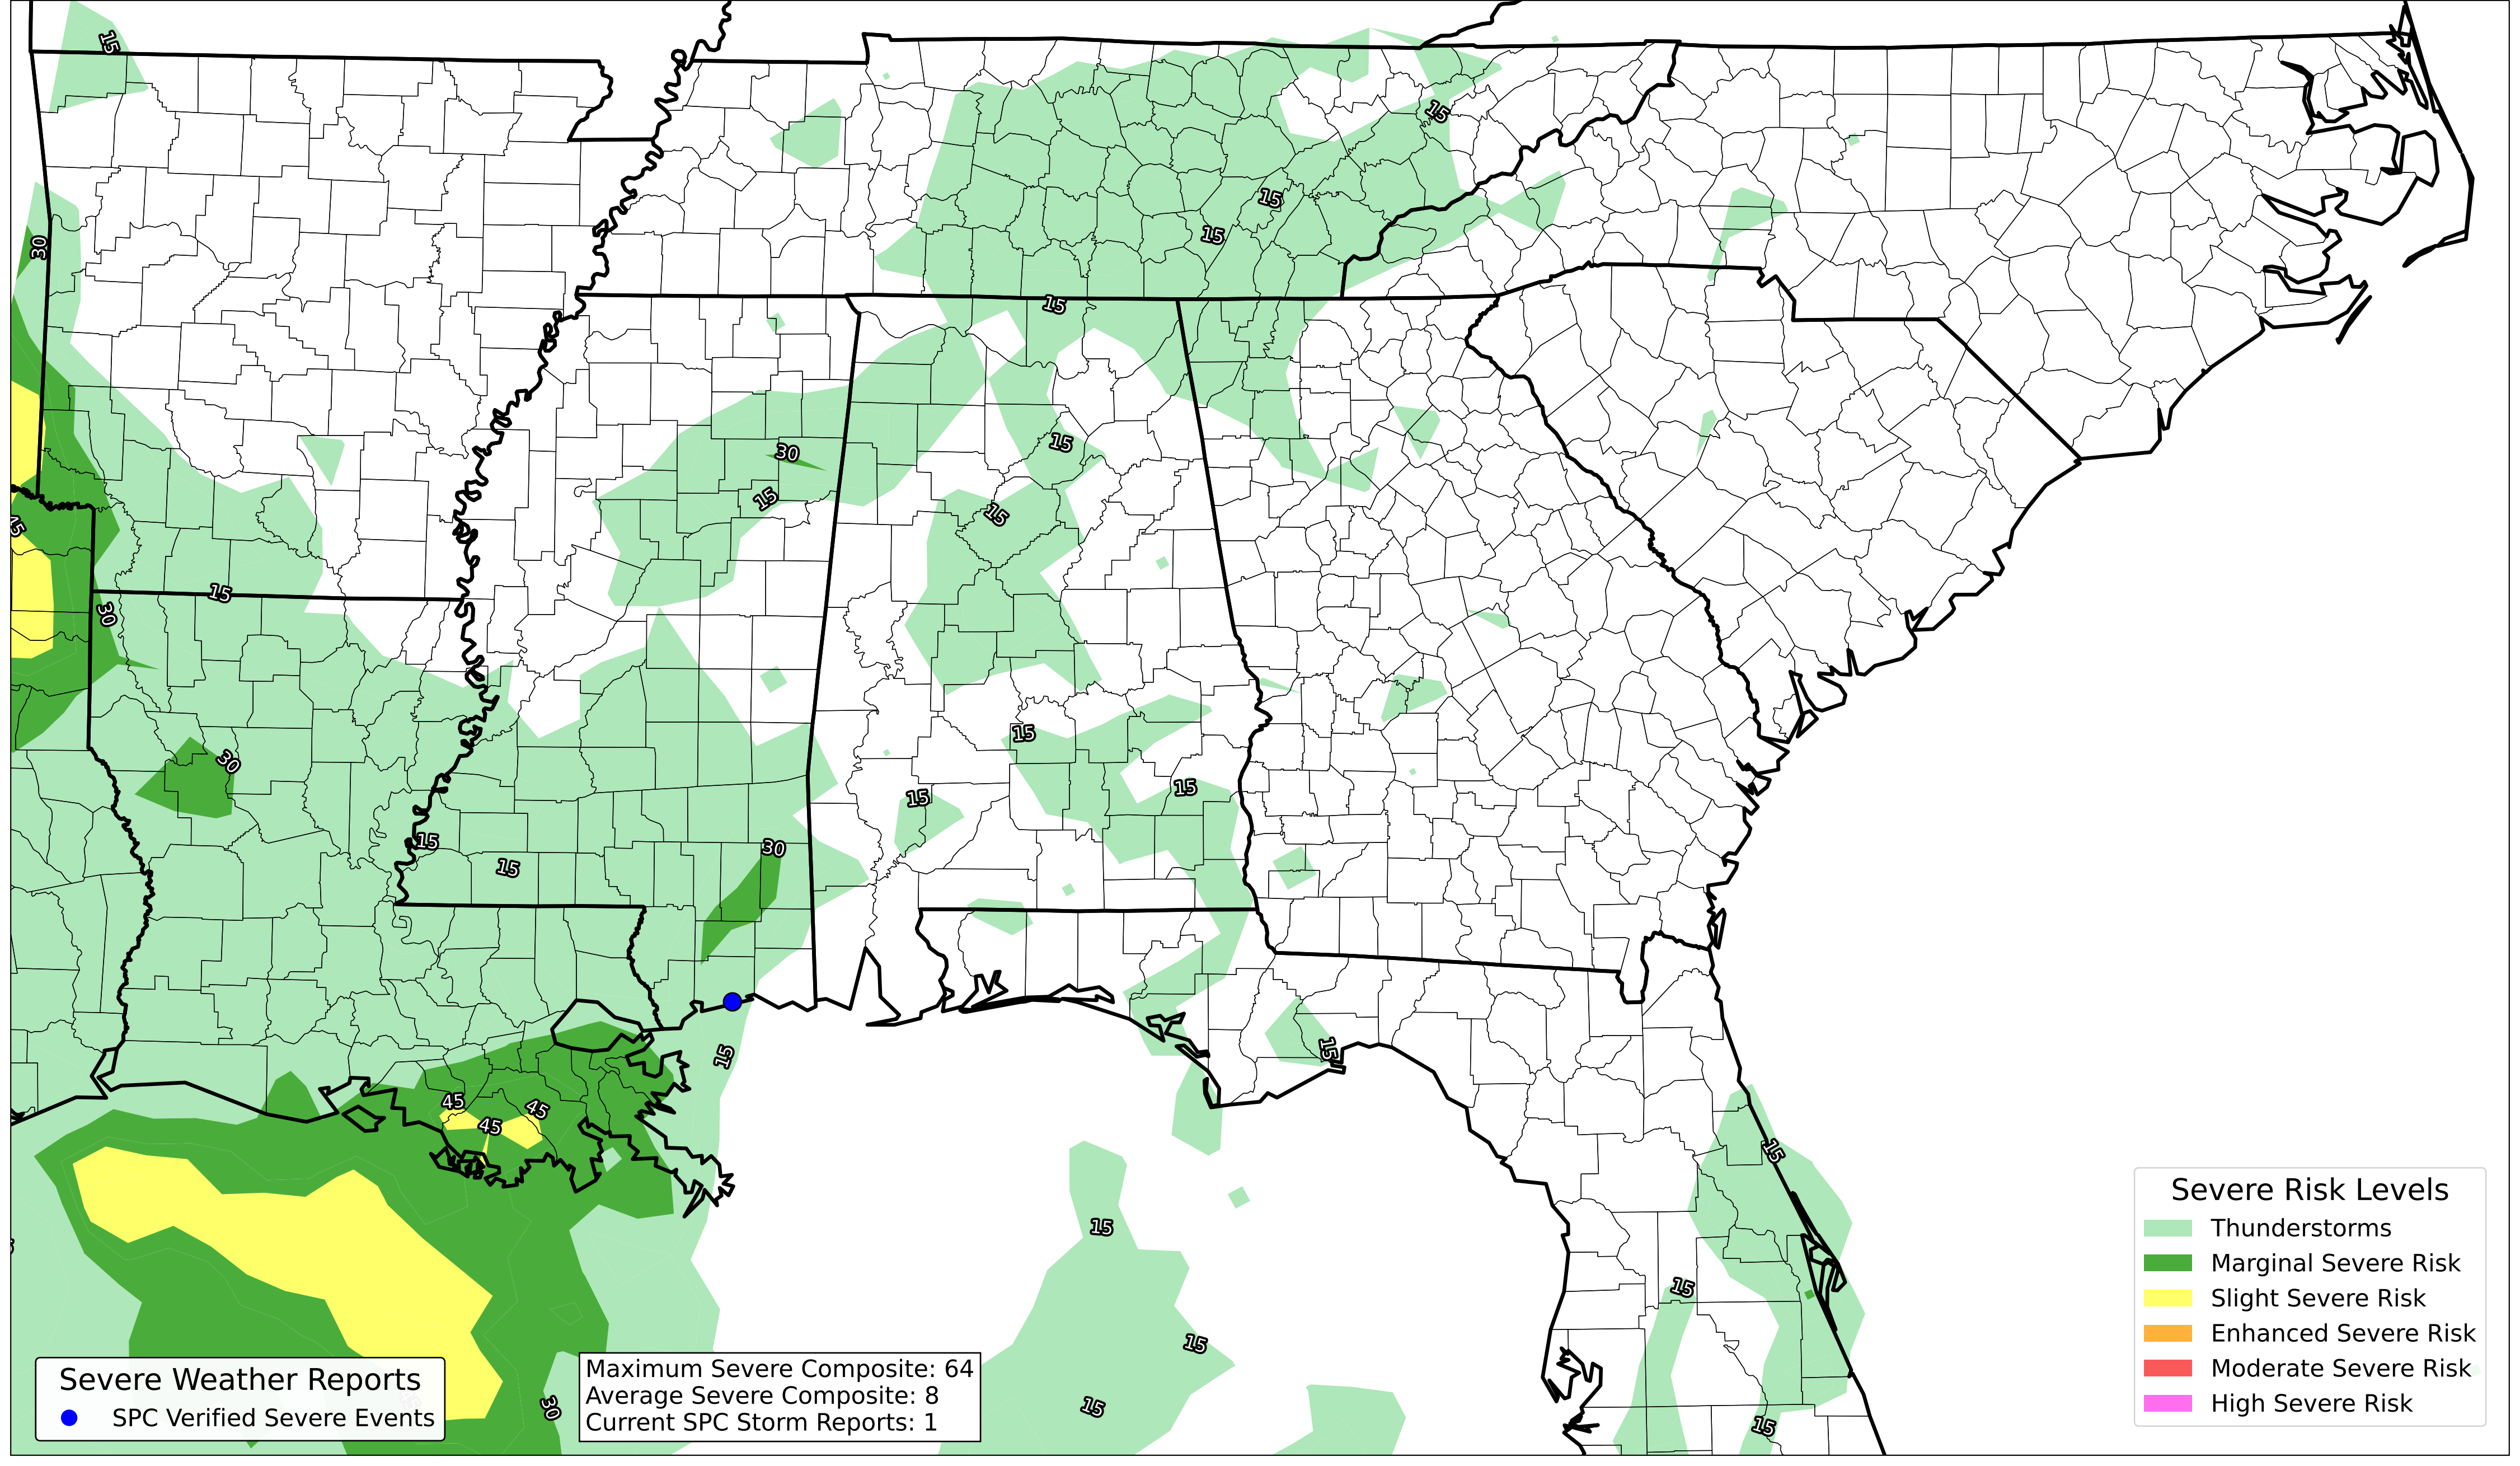 15
15
30
15
15
15
30
15
15
15
45
15
30
15
30
15
15
15
30
15
15
15
15
45
45
45
15
15
15
15
15
30
15
Severe Weather Reports
SPC Verified Severe Events
Maximum Severe Composite: 64
Average Severe Composite: 8
Current SPC Storm Reports: 1
Severe Risk Levels
Thunderstorms
Marginal Severe Risk
Slight Severe Risk
Enhanced Severe Risk
Moderate Severe Risk
High Severe Risk